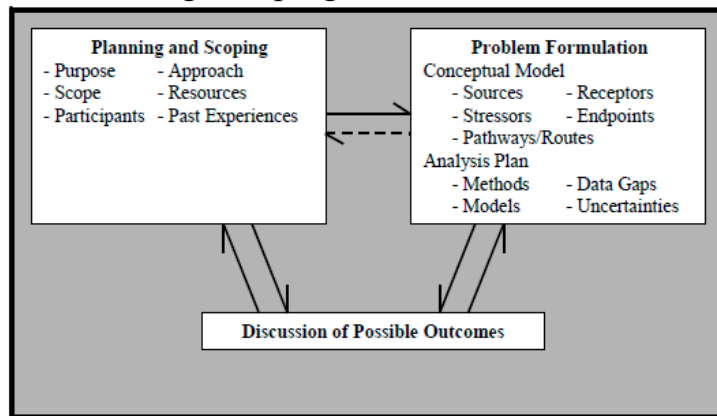 Planning and Scoping
- Purpose - Approach
- Scope - Resources
- Participants - Past Experiences
Problem Formulation
Conceptual Model
- Sources - Receptors
- Stressors - Endpoints
- Pathways/Routes
Analysis Plan
- Methods - Data Gaps
- Models - Uncertainties
Discussion of Possible Outcomes